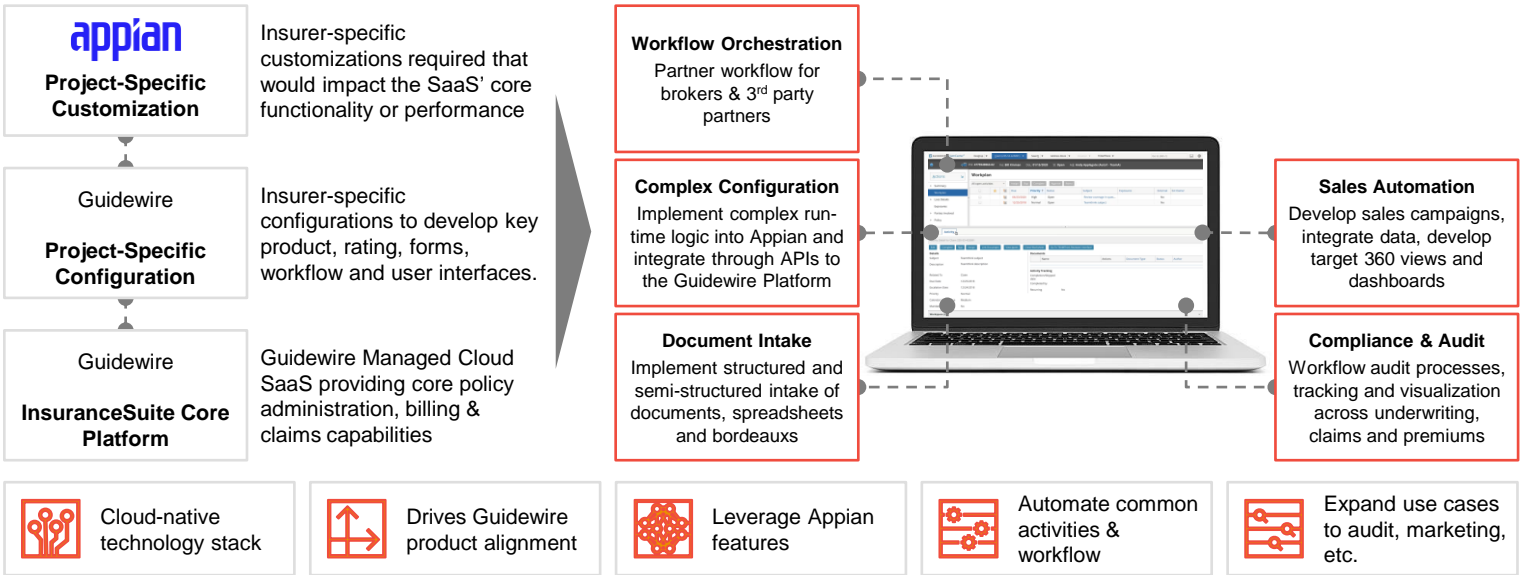 appian
Project-Specific
Customization
Insurer-specific
customizations required that
would impact the SaaS’ core
functionality or performance
Guidewire
Project-Specific
Configuration
Insurer-specific
configurations to develop key
product, rating, forms,
workflow and user interfaces.
Guidewire
InsuranceSuite Core
Platform
Guidewire Managed Cloud
SaaS providing core policy
administration, billing &
claims capabilities
Workflow Orchestration
Partner workflow for
brokers & 3rd party
partners
Complex Configuration
Implement complex run-
time logic into Appian and
integrate through APIs to
the Guidewire Platform
Document Intake
Implement structured and
semi-structured intake of
documents, spreadsheets
and bordeauxs
Workplan
Sales Automation
Develop sales campaigns,
integrate data, develop
target 360 views and
dashboards
Compliance & Audit
Workflow audit processes,
tracking and visualization
across underwriting,
claims and premiums
Cloud-native
technology stack
Drives Guidewire
product alignment
Leverage Appian
features
Automate common
activities &
workflow
Expand use cases
to audit, marketing,
etc.